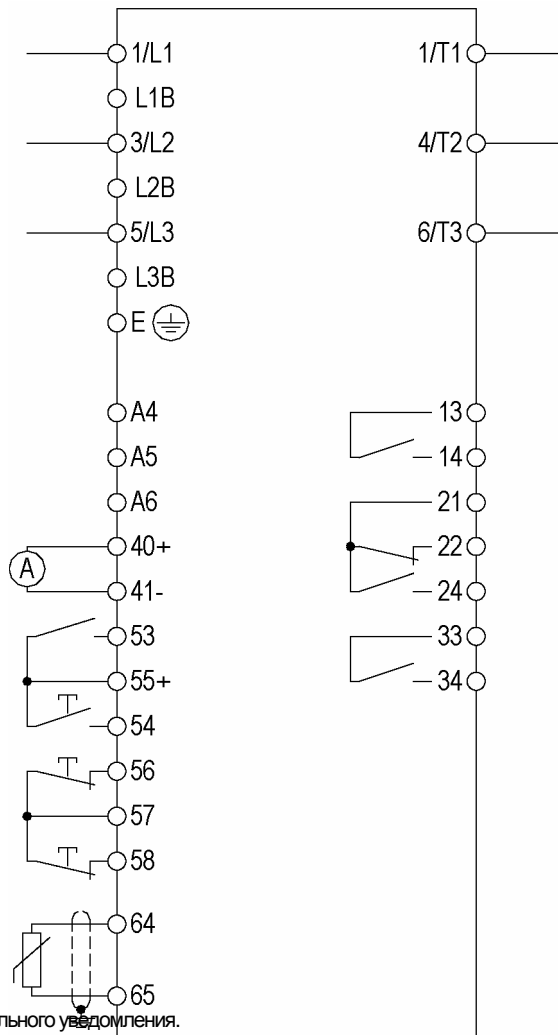 1/L1 1/T1
L1B
3/L2 4/T2
L2B
5/L3 6/T3
L3B
E
A4 13
A5 14
A6 21
40+ 22
A
41- 24
53 33
55+ 34
54
56
57
58
64
65
льного уведомления.